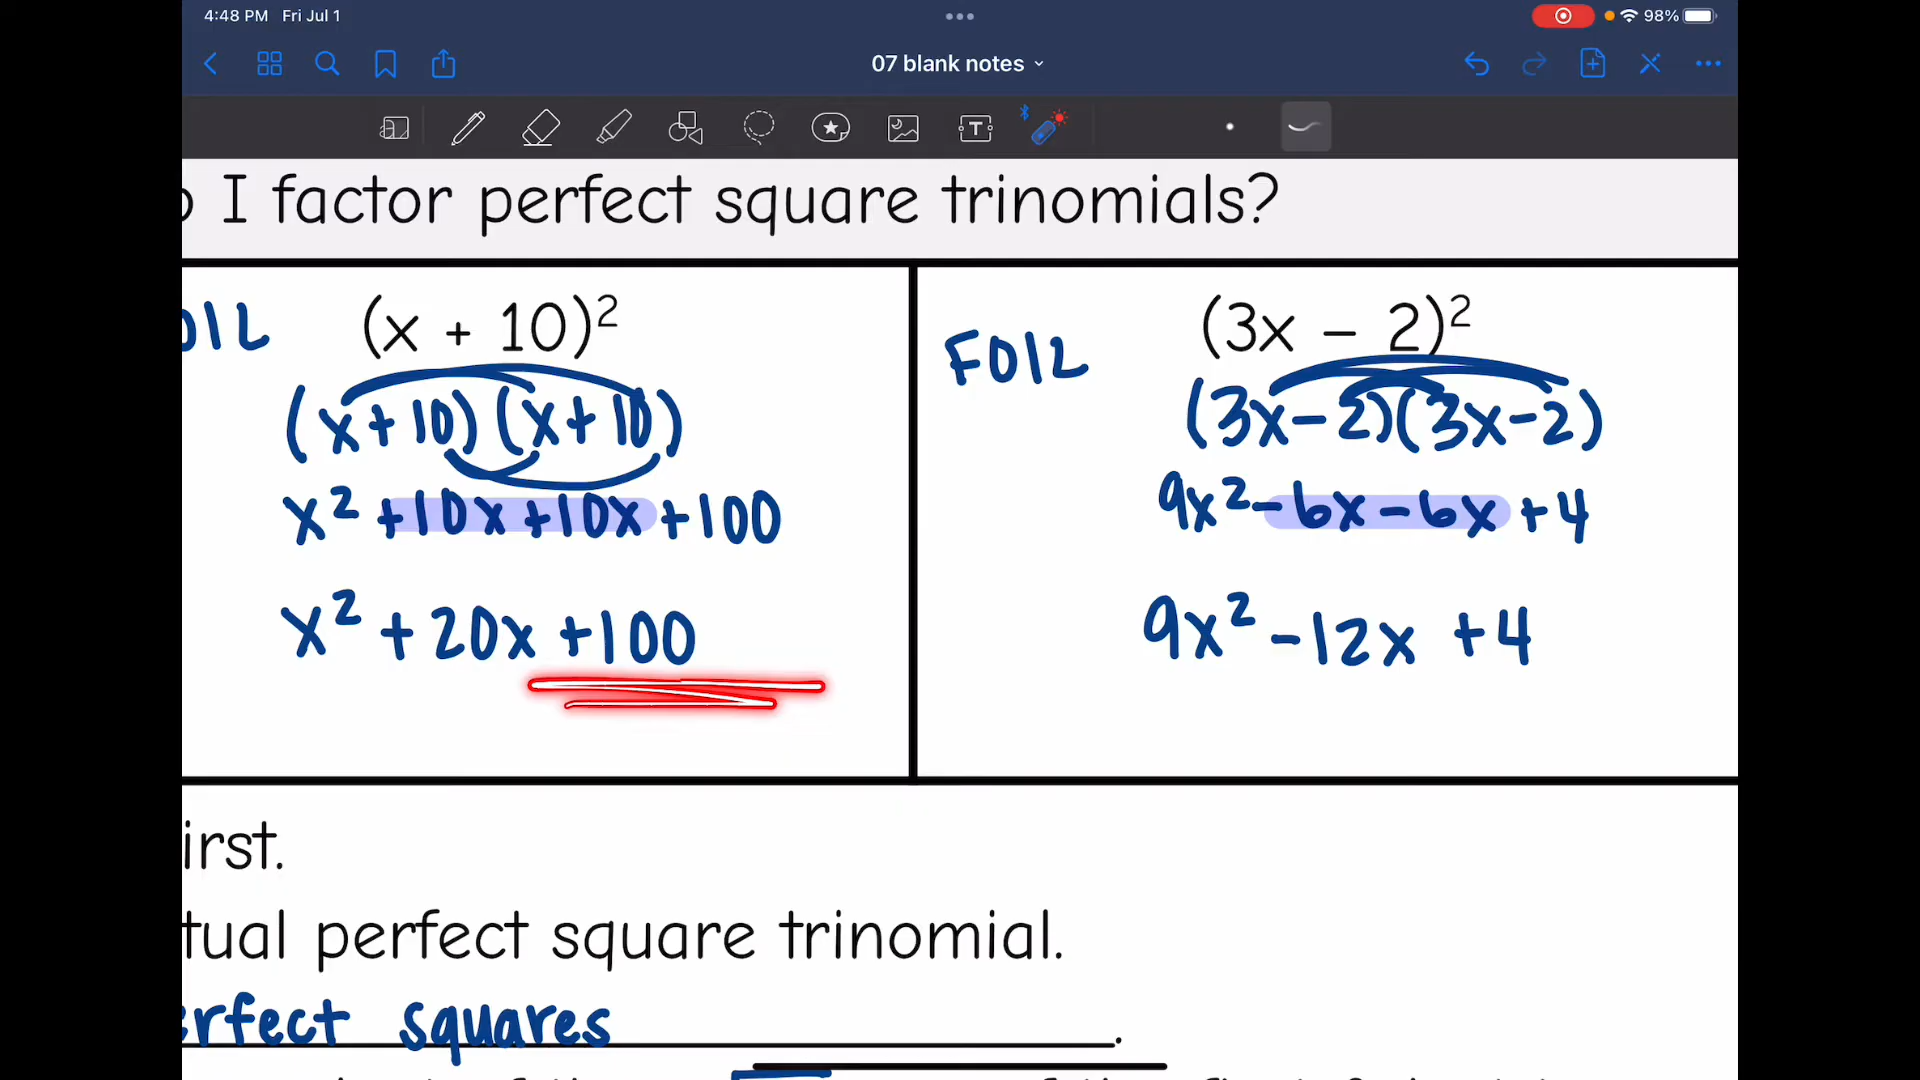 4:48 PM Fri Jul 1
98%
07 blank notes
I factor perfect square trinomials?
(x + 10)²
(x+10)(x+10)
x² +10x +10x +100
x² + 20x +100
FOIL
(3x – 2)²
(3x-2)(3x-2)
9x² -6x -6x +4
9x² -12x +4
irst.
tual perfect square trinomial.
erfect squares .